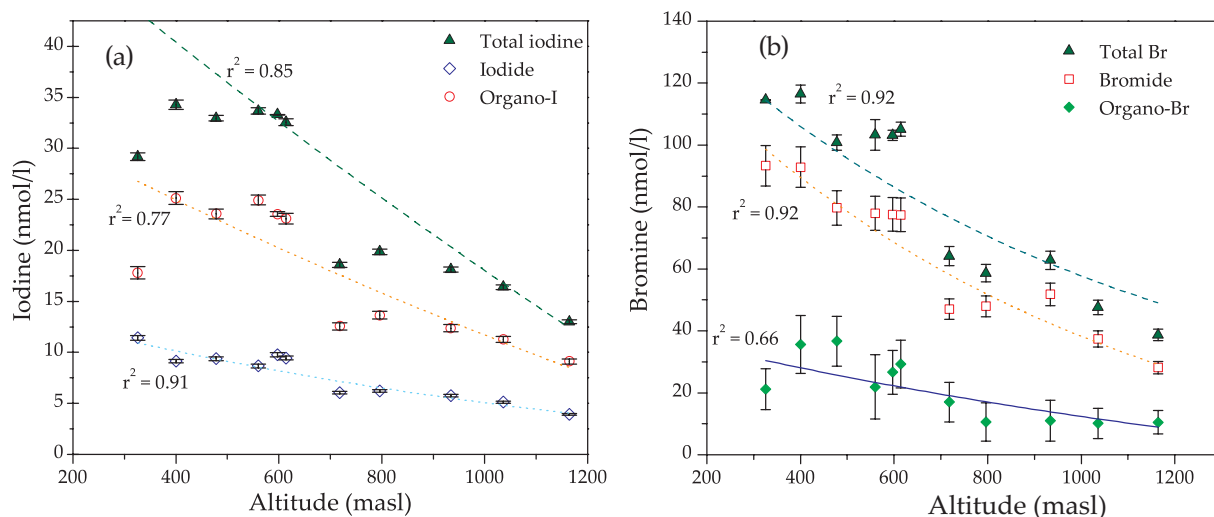 (a)
Total iodine
Iodide
Organo-I
r² = 0.85
r² = 0.77
r² = 0.91
Iodine (nmol/l)
40
35
30
25
20
15
10
5
0
200 400 600 800 1000 1200
Altitude (masl)
(b)
Total Br
Bromide
Organo-Br
r² = 0.92
r² = 0.92
r² = 0.66
Bromine (nmol/l)
140
120
100
80
60
40
20
0
200 400 600 800 1000 1200
Altitude (masl)